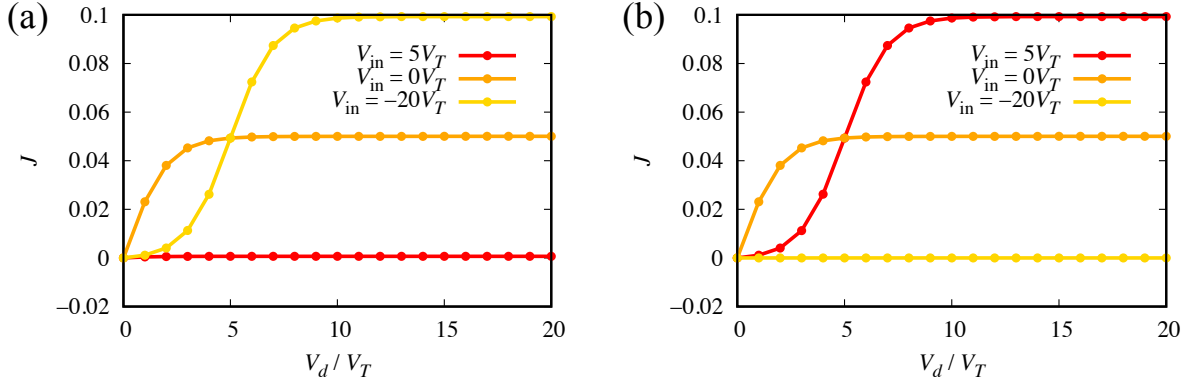 (a)
0.1
0.08
0.06
0.04
0.02
0
–0.02
J
V_in = 5V_T
V_in = 0V_T
V_in = –20V_T
0 5 10 15 20
V_d / V_T
(b)
0.1
0.08
0.06
0.04
0.02
0
–0.02
J
V_in = 5V_T
V_in = 0V_T
V_in = –20V_T
0 5 10 15 20
V_d / V_T